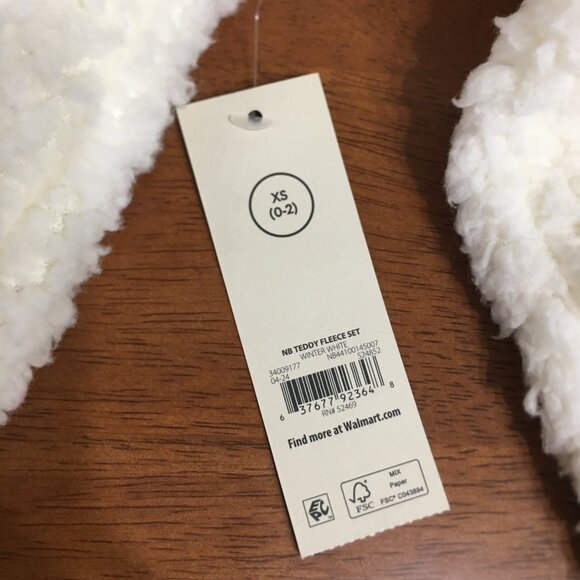 XS
(0-2)
NB TEDDY FLEECE SET
WINTER WHITE
34009177 NB44100145007
04-24 S24852
6 37677 92364 8
RN# 52469
Find more at Walmart.com
EPC
FSC
MIX
Paper
FSC® C043894